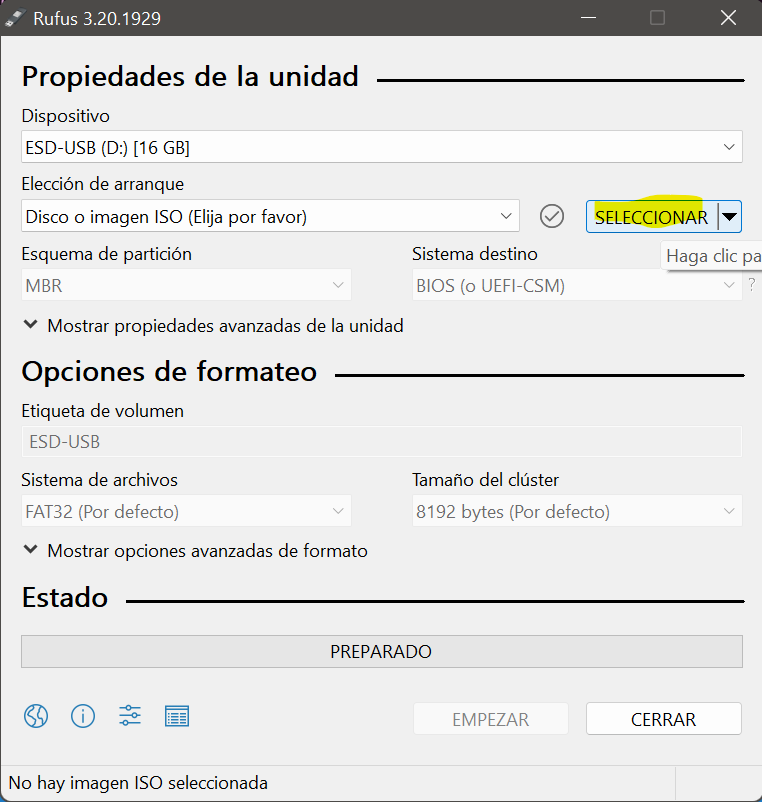 Rufus 3.20.1929
Propiedades de la unidad
Dispositivo
ESD-USB (D:) [16 GB]
Elección de arranque
Disco o imagen ISO (Elija por favor)
SELECCIONAR
Haga clic
Esquema de partición
Sistema destino
MBR
BIOS (o UEFI-CSM)
?
Mostrar propiedades avanzadas de la unidad
Opciones de formateo
Etiqueta de volumen
ESD-USB
Sistema de archivos
Tamaño del clúster
FAT32 (Por defecto)
8192 bytes (Por defecto)
Mostrar opciones avanzadas de formato
Estado
PREPARADO
EMPEZAR
CERRAR
No hay imagen ISO seleccionada